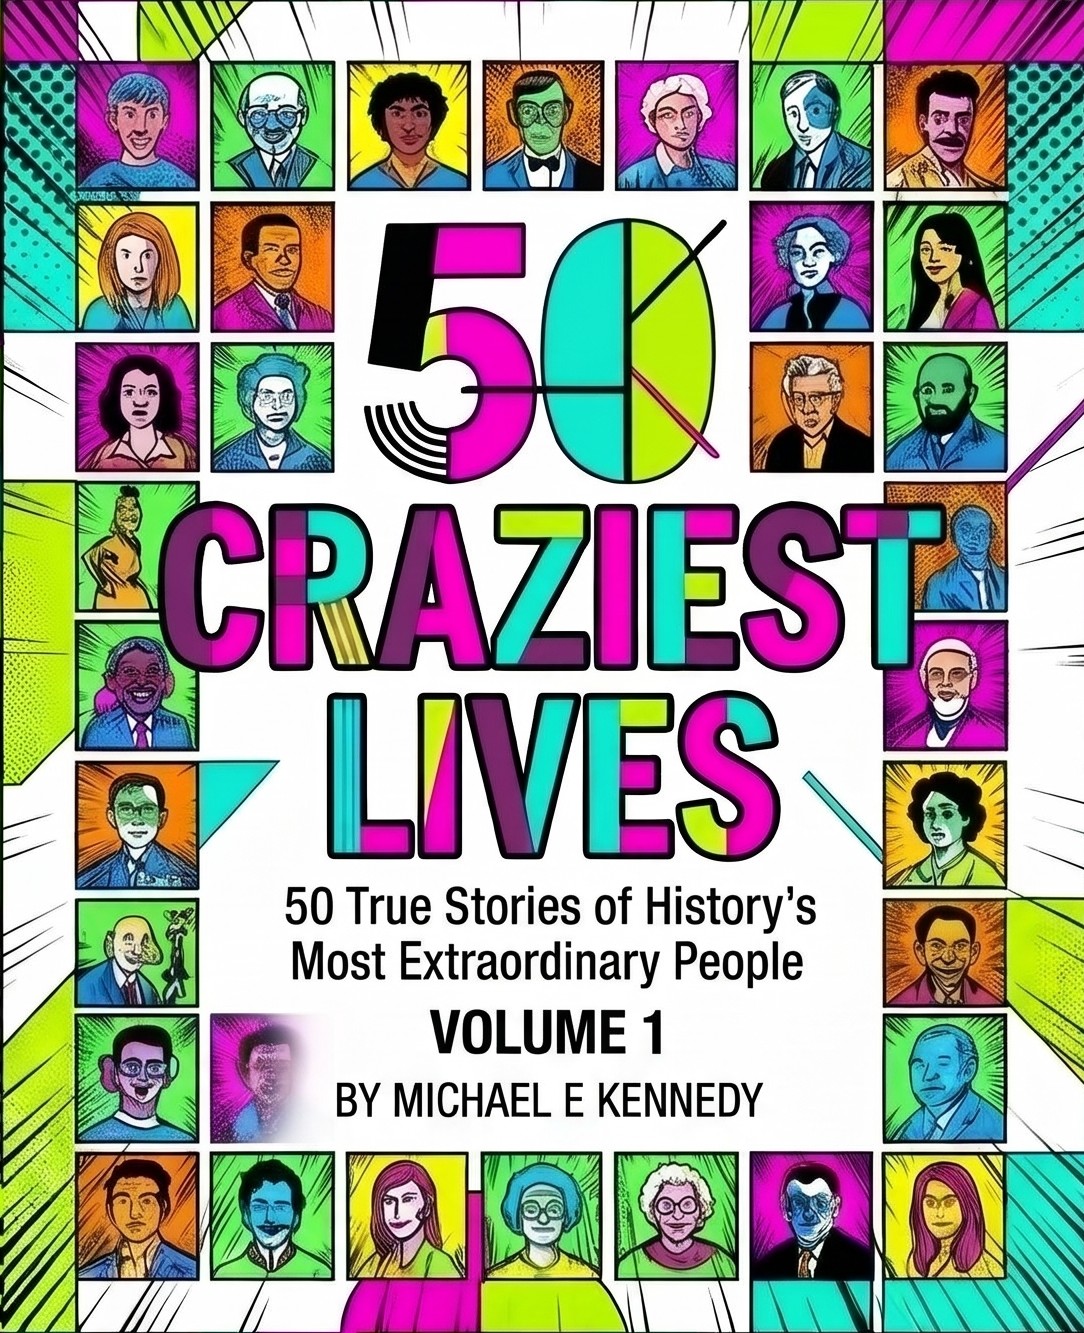 50
CRAZIEST
LIVES
50 True Stories of History's
Most Extraordinary People
VOLUME 1
BY MICHAEL E KENNEDY